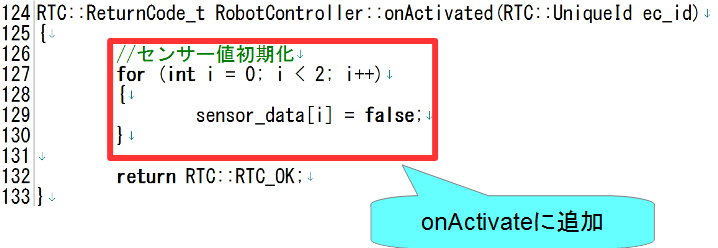 124 RTC::ReturnCode_t RobotController::onActivated(RTC::UniqueId ec_id)
125 {
126 //センサー値初期化
127 for (int i = 0; i < 2; i++)
128 {
129 sensor_data[i] = false;
130 }
131
132 return RTC::RTC_OK;
133 }
onActivateに追加